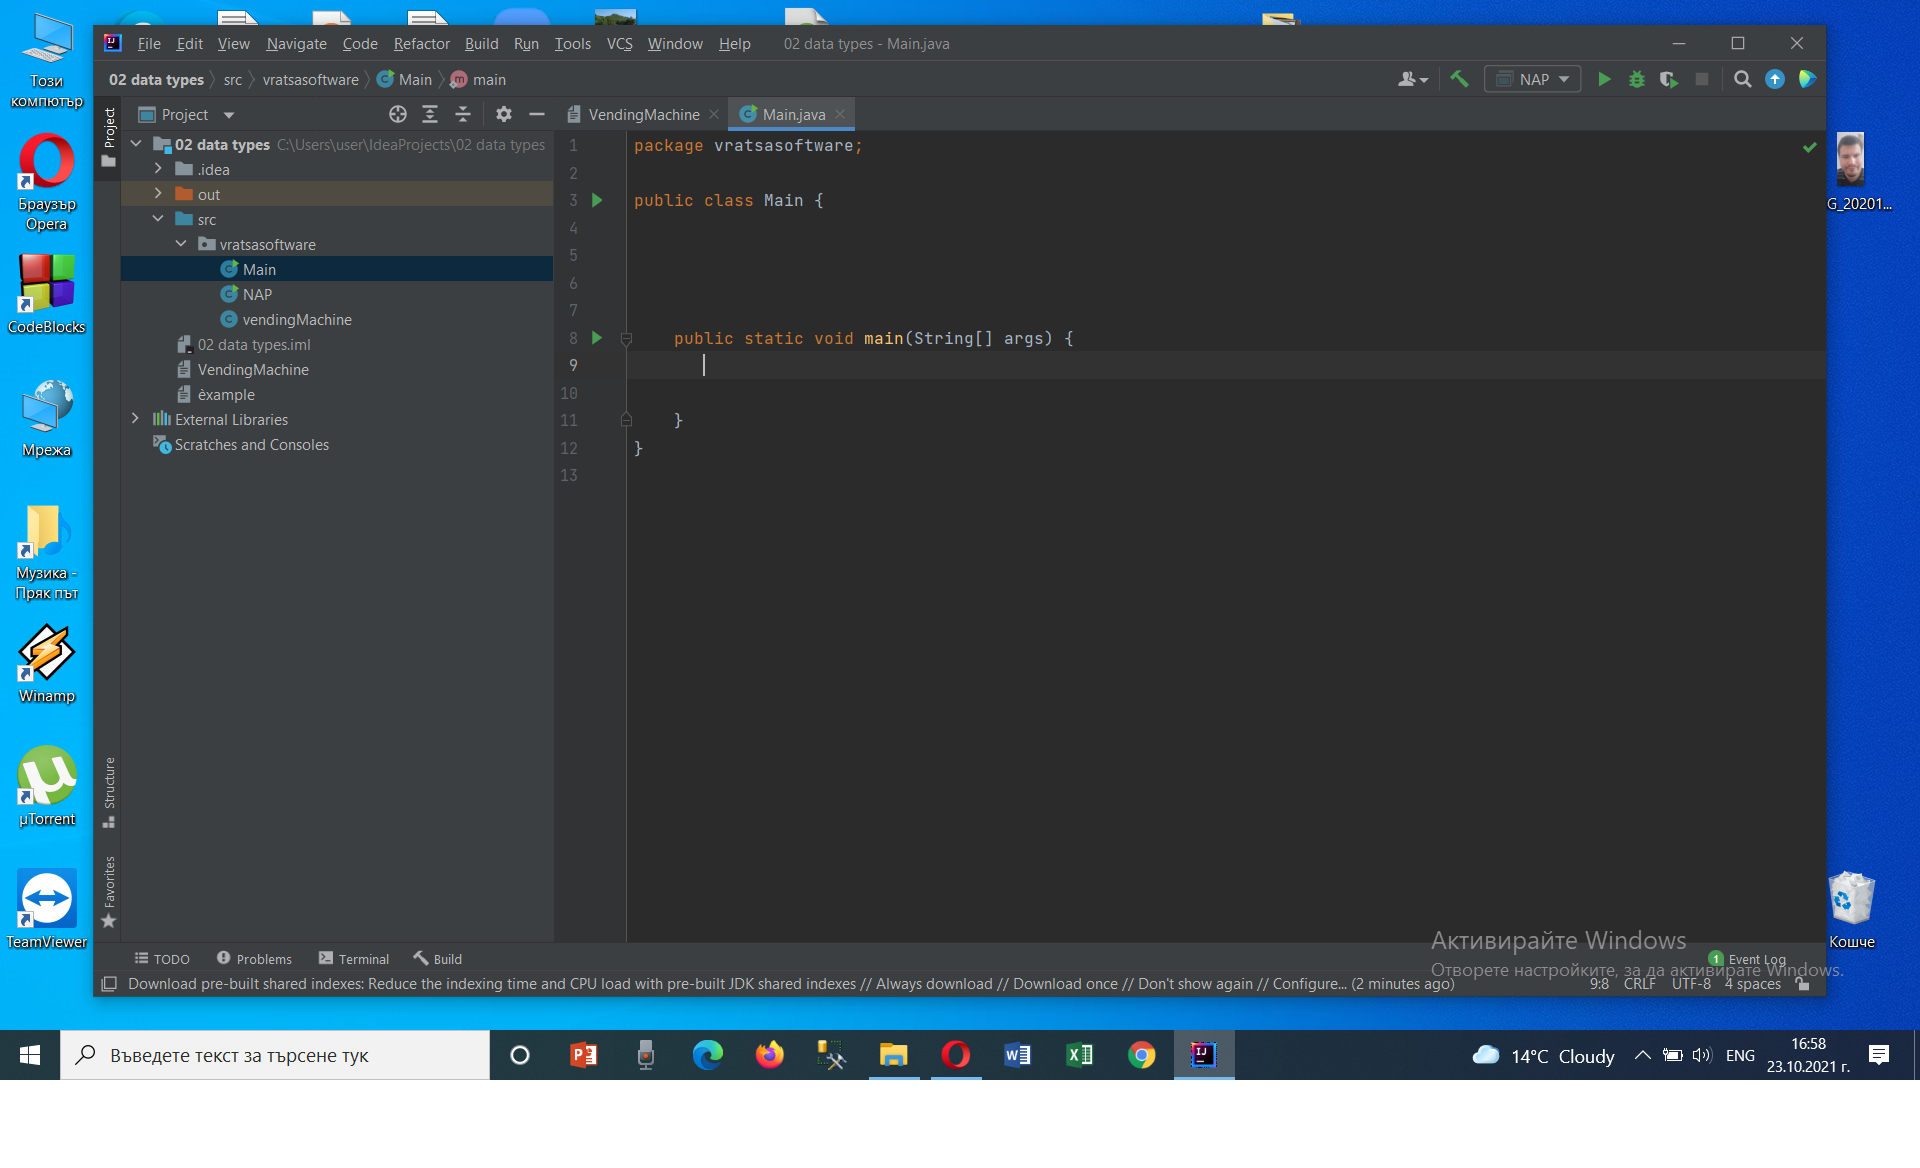 File Edit View Navigate Code Refactor Build Run Tools VCS Window Help 02 data types - Main.java
02 data types src vratsasoftware Main main
NAP
Project
VendingMachine Main.java
Project
02 data types C:\Users\user\IdeaProjects\02 data types
.idea
out
src
vratsasoftware
Main
NAP
vendingMachine
02 data types.iml
VendingMachine
èxample
External Libraries
Scratches and Consoles
1 package vratsasoftware;
2
3 public class Main {
4
5
6
7
8 public static void main(String[] args) {
9
10
11 }
12 }
13
Structure
Favorites
TODO Problems Terminal Build
1 Event Log
Download pre-built shared indexes: Reduce the indexing time and CPU load with pre-built JDK shared indexes // Always download // Download once // Don't show again // Configure... (2 minutes ago)
9:8 CRLF UTF-8 4 spaces
Активирайте Windows
Отворете настройките, за да активирате Windows.
Този
компютър
Браузър
Opera
CodeBlocks
Мрежа
Музика -
Пряк път
Winamp
µTorrent
TeamViewer
G_20201...
Кошче
Въведете текст за търсене тук
14°C Cloudy
ENG
16:58
23.10.2021 г.